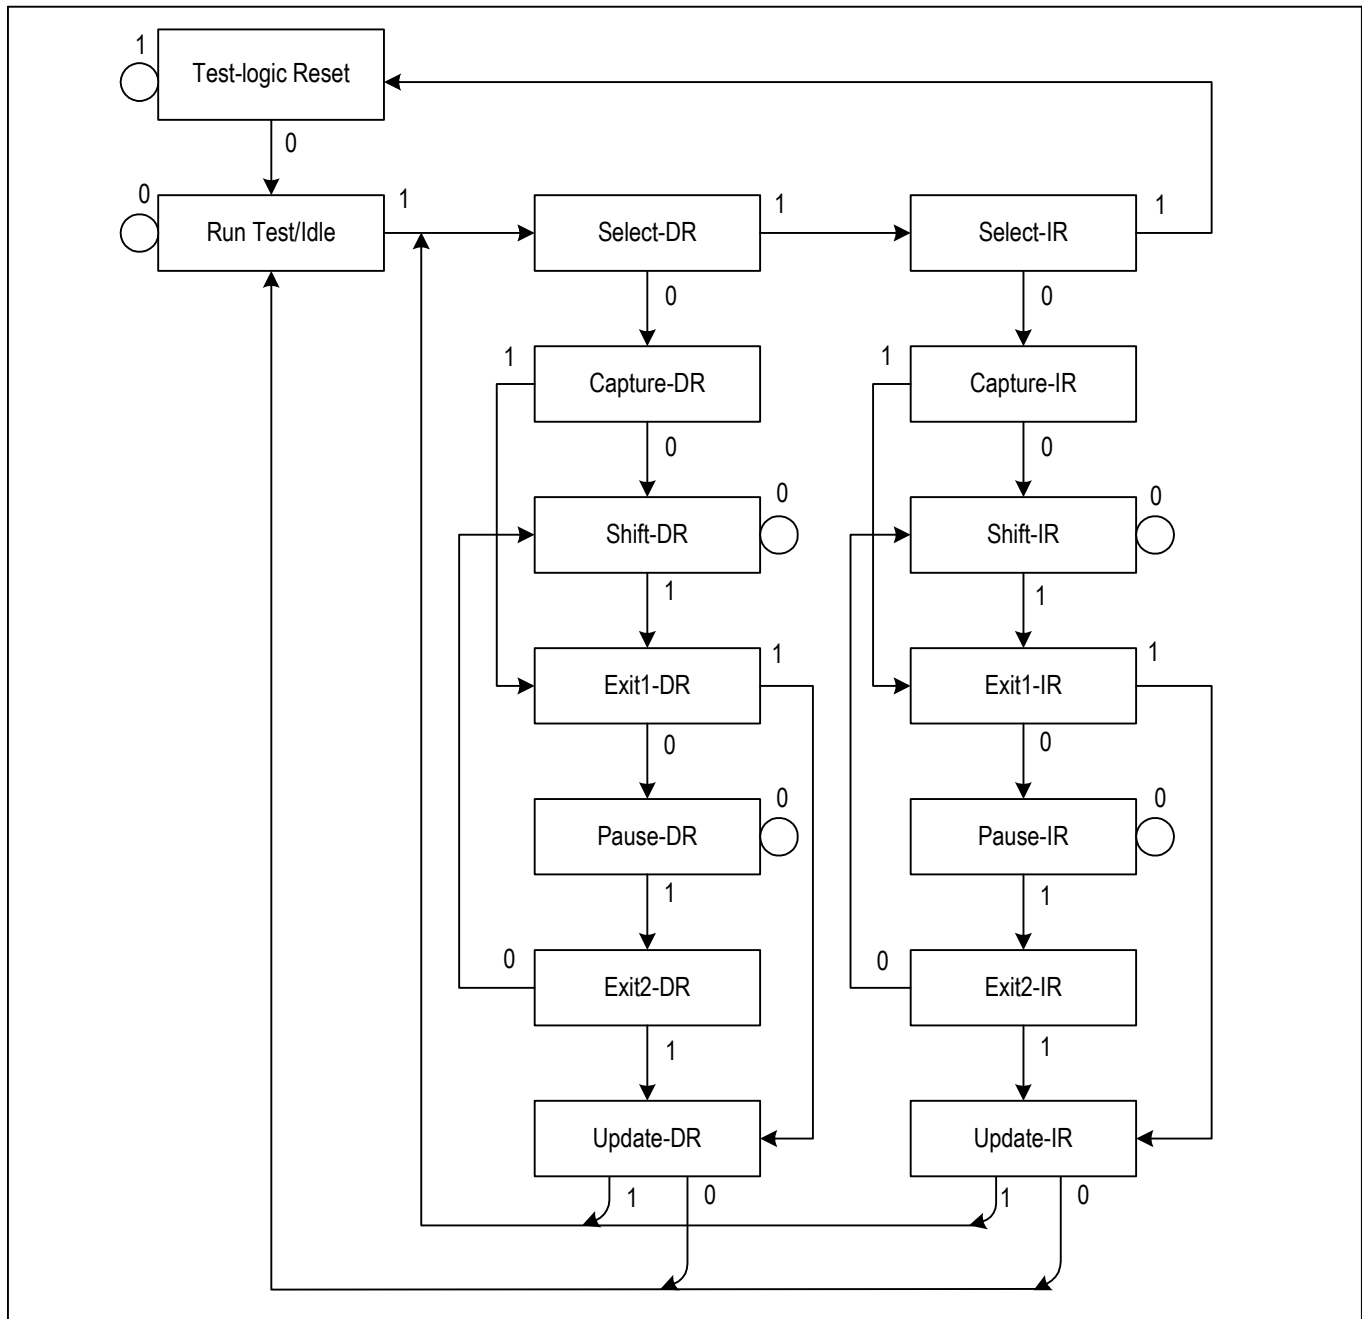 1
Test-logic Reset
0
0
Run Test/Idle
1
Select-DR
1
Select-IR
1
0
0
1
Capture-DR
1
Capture-IR
0
0
Shift-DR
0
Shift-IR
0
1
1
Exit1-DR
1
Exit1-IR
1
0
0
Pause-DR
0
Pause-IR
0
1
1
0
Exit2-DR
0
Exit2-IR
1
1
Update-DR
Update-IR
1
0
1
0